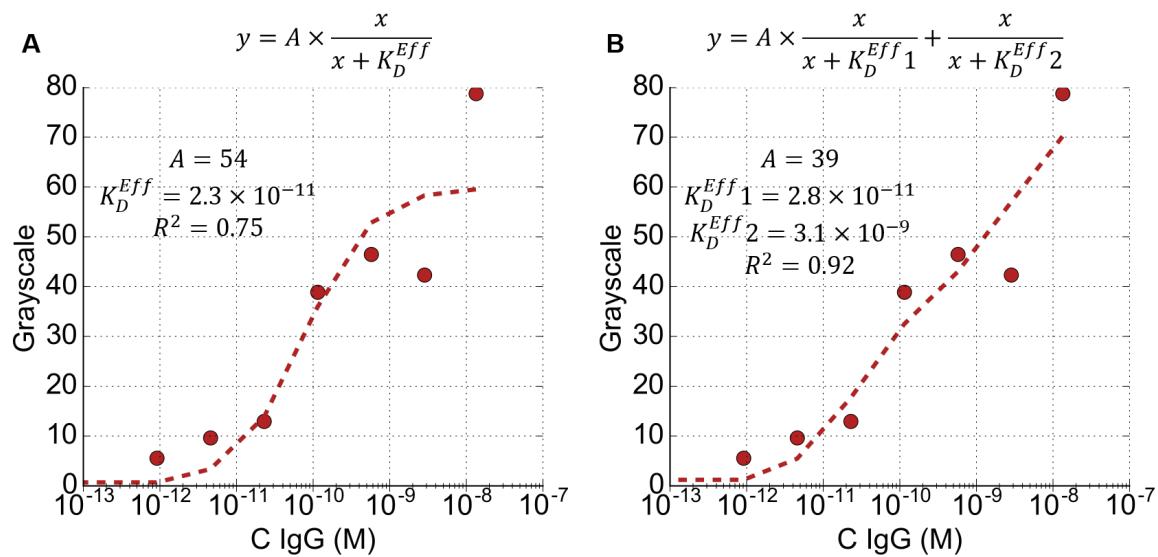 A
y = A × x / (x + K_D^Eff)
80
70
60
50
40
30
20
10
0
Grayscale
A = 54
K_D^Eff = 2.3 × 10^-11
R^2 = 0.75
10^-13 10^-12 10^-11 10^-10 10^-9 10^-8 10^-7
C IgG (M)
B
y = A × x / (x + K_D^Eff 1) + x / (x + K_D^Eff 2)
80
70
60
50
40
30
20
10
0
Grayscale
A = 39
K_D^Eff 1 = 2.8 × 10^-11
K_D^Eff 2 = 3.1 × 10^-9
R^2 = 0.92
10^-13 10^-12 10^-11 10^-10 10^-9 10^-8 10^-7
C IgG (M)